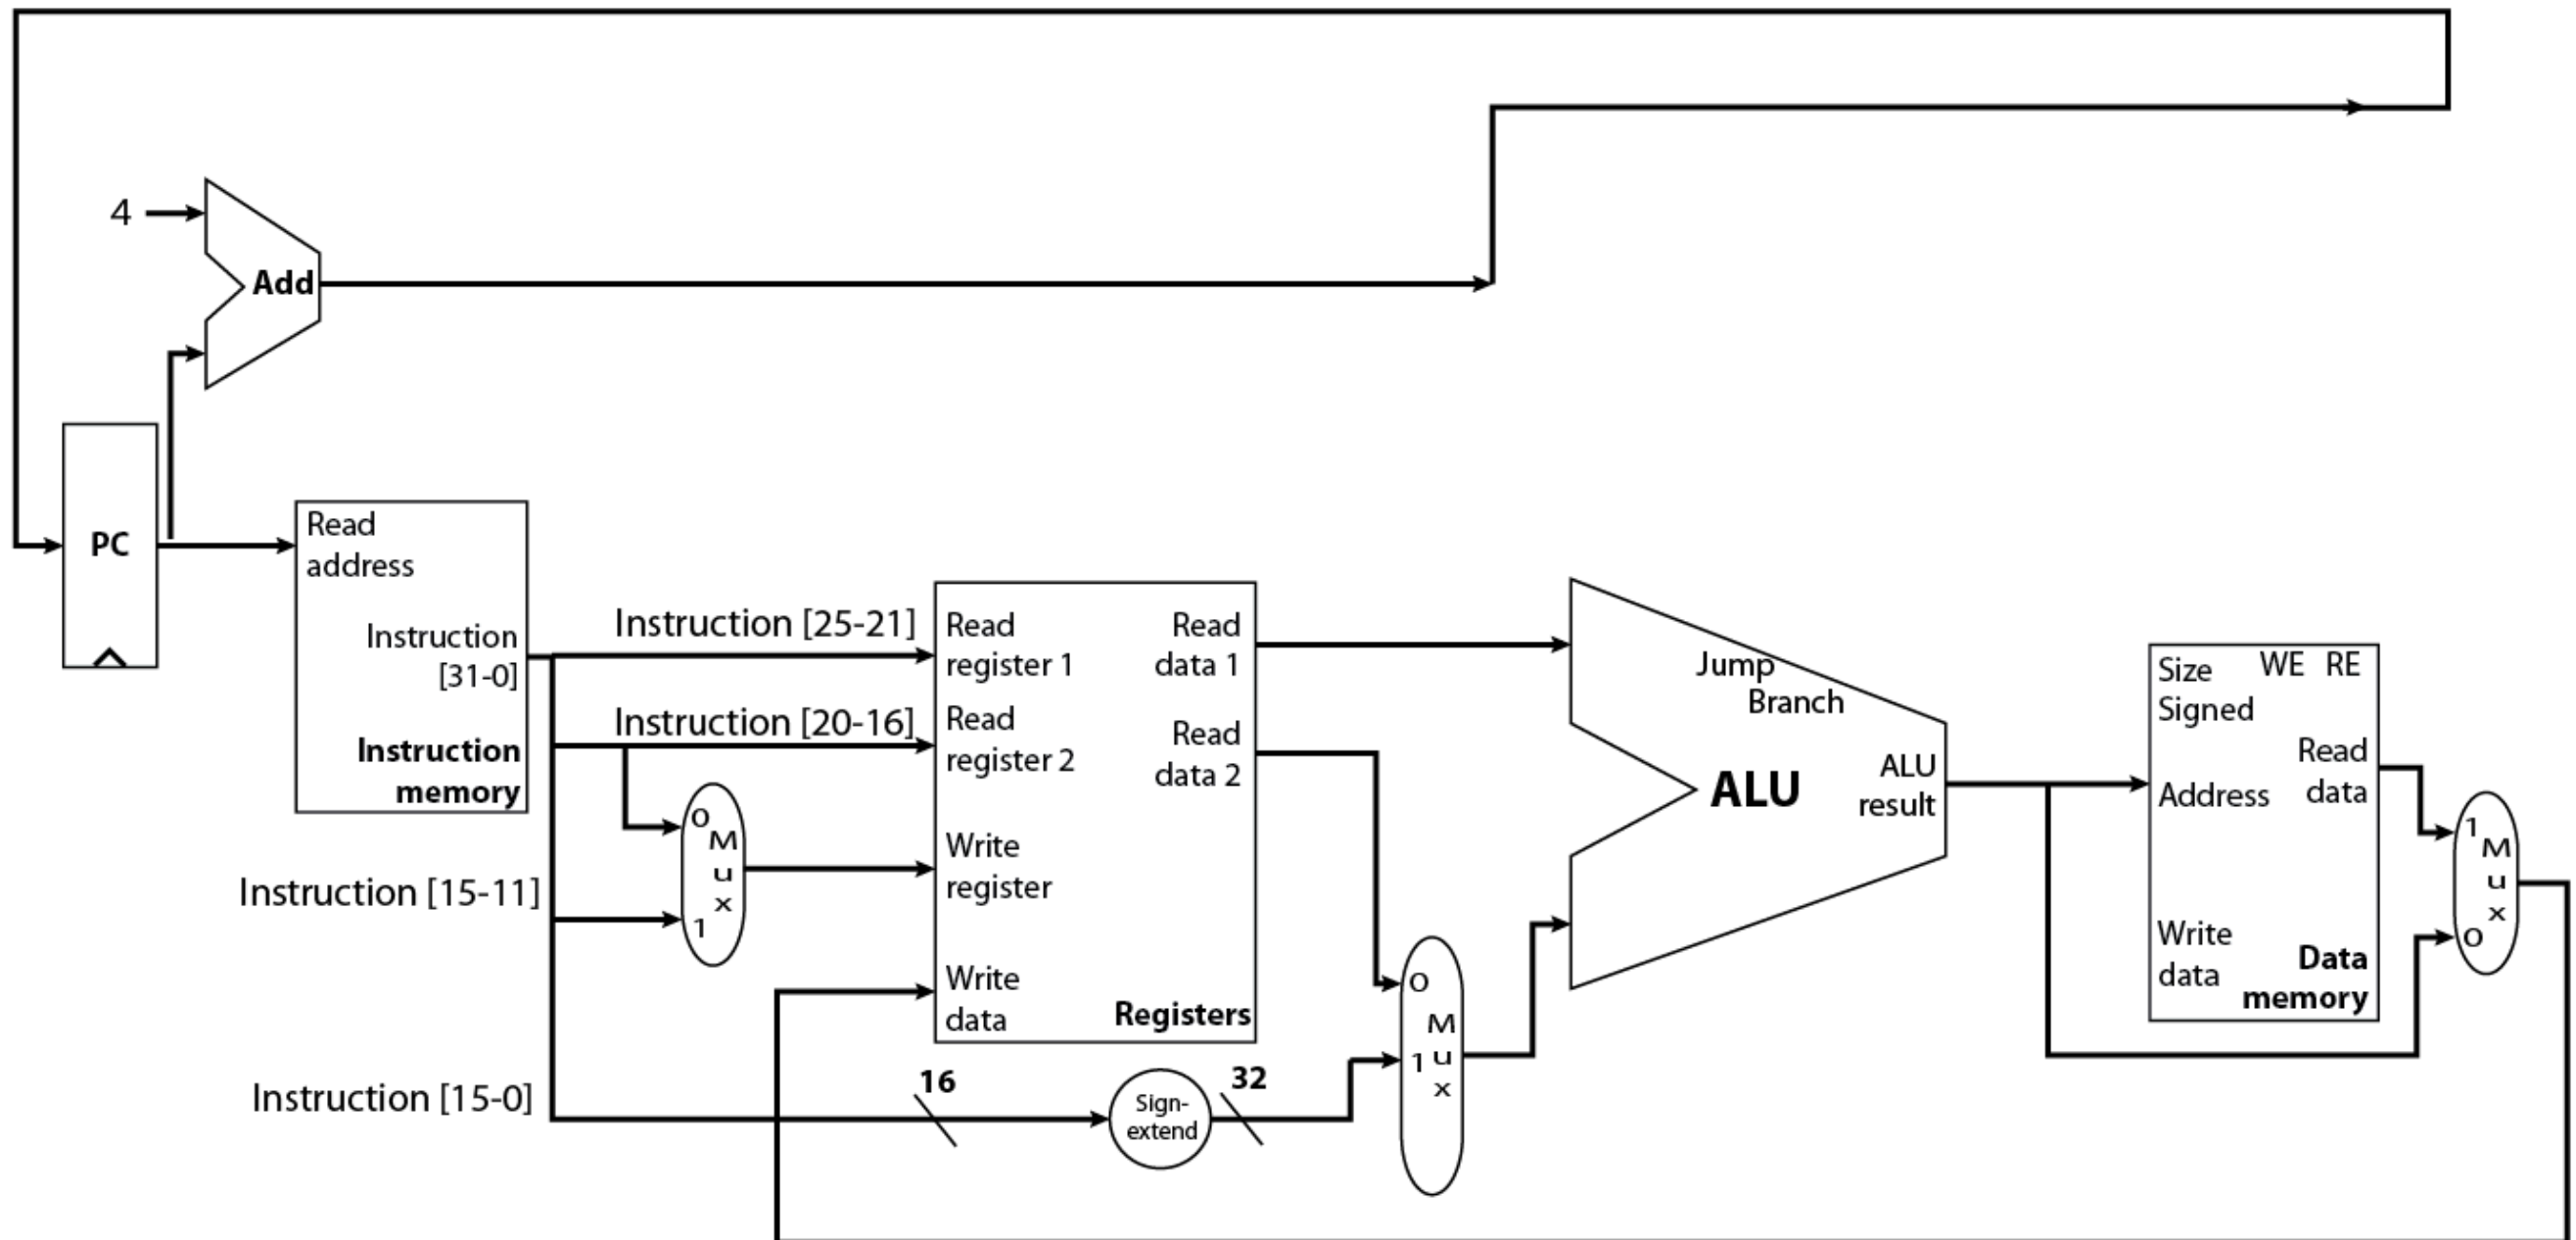 4
Add
PC
Read
address
Instruction
[31-0]
Instruction
memory
Instruction [25-21]
Instruction [20-16]
Instruction [15-11]
Instruction [15-0]
0
M
u
x
1
Read
register 1
Read
register 2
Write
register
Write
data
Read
data 1
Read
data 2
Registers
16
Sign-
extend
32
0
M
1 u
x
Jump
Branch
ALU
ALU
result
Size WE RE
Signed
Address
Read
data
Write
data
Data
memory
1
M
u
x
0